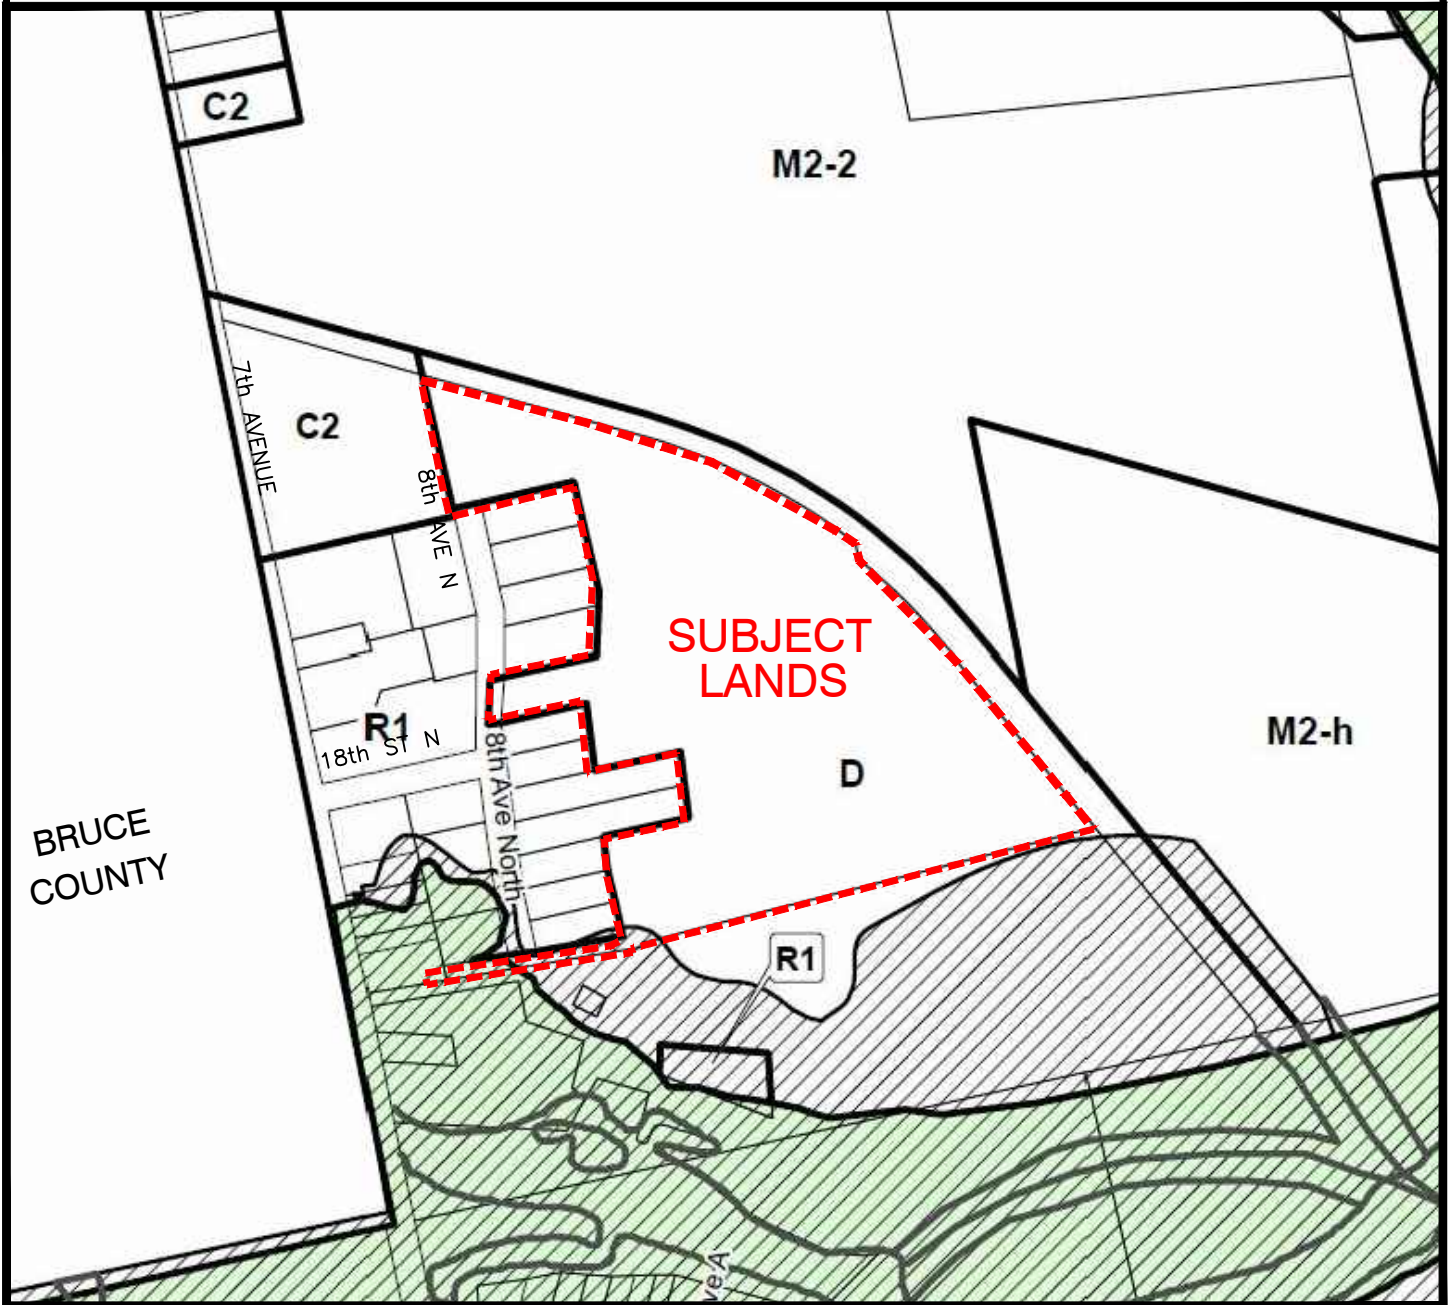 C2
M2-2
7th AVENUE
C2
8th AVE N
SUBJECT
LANDS
R1
18th ST N
8th Ave North
D
M2-h
BRUCE
COUNTY
R1
ve A